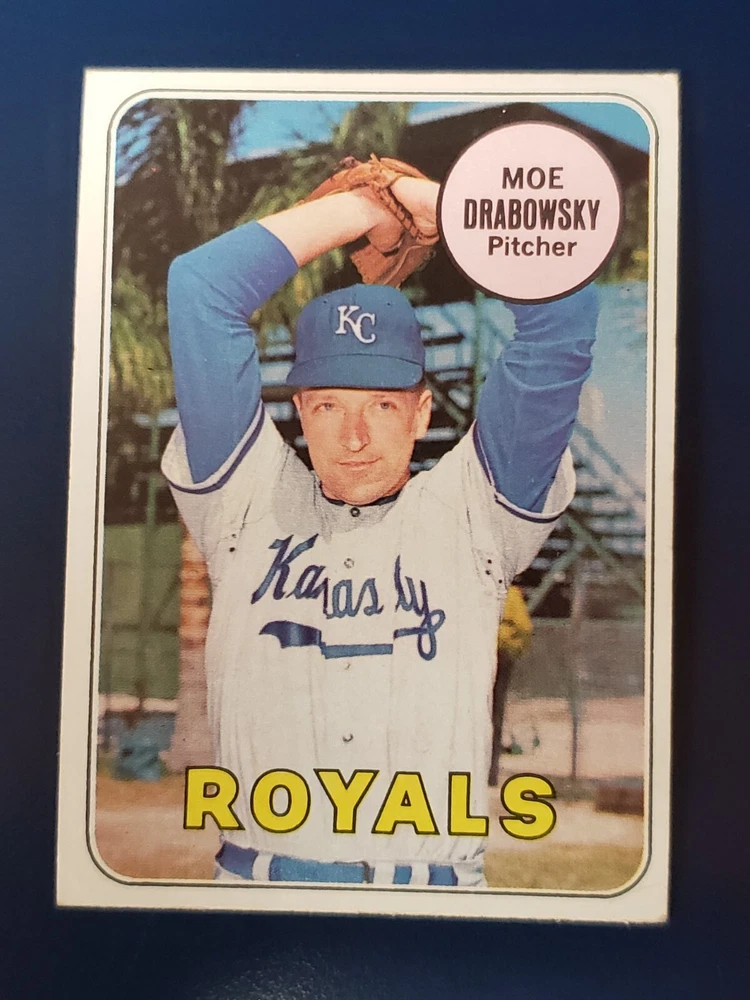 MOE
DRABOWSKY
Pitcher
KC
Kansas City
ROYALS